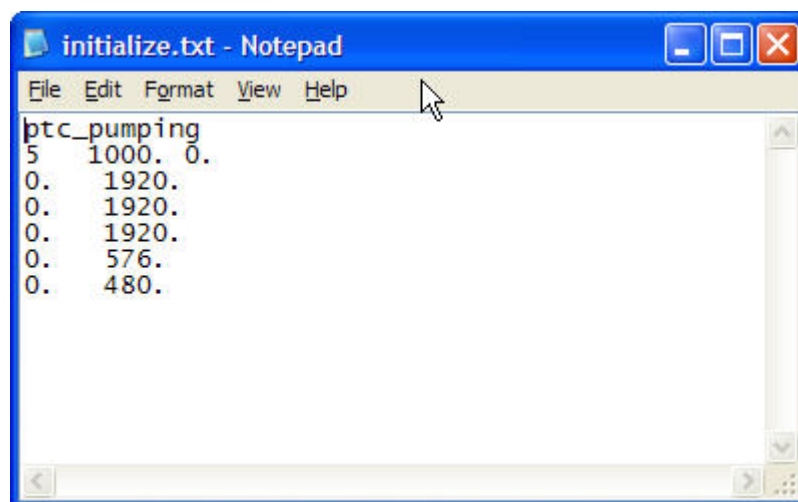 initialize.txt - Notepad
File Edit Format View Help
ptc_pumping
5 1000. 0.
0. 1920.
0. 1920.
0. 1920.
0. 576.
0. 480.